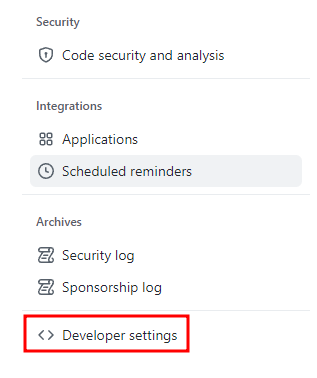 Security
Code security and analysis
Integrations
Applications
Scheduled reminders
Archives
Security log
Sponsorship log
Developer settings